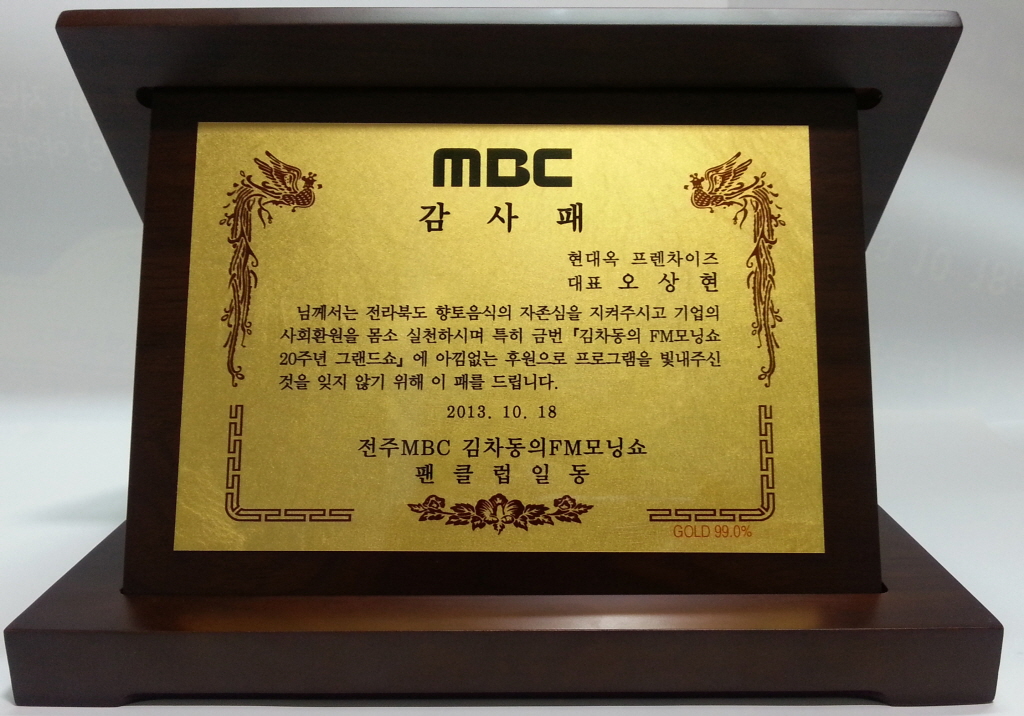 MBC
감 사 패
현대옥 프렌차이즈
대표 오 상 현
님께서는 전라북도 향토음식의 자존심을 지켜주시고 기업의
사회환원을 몸소 실천하시며 특히 금번 『김차동의 FM모닝쇼
20주년 그랜드쇼』 에 아낌없는 후원으로 프로그램을 빛내주신
것을 잊지 않기 위해 이 패를 드립니다.
2013. 10. 18
전주MBC 김차동의FM모닝쇼
팬 클 럽 일 동
GOLD 99.0%